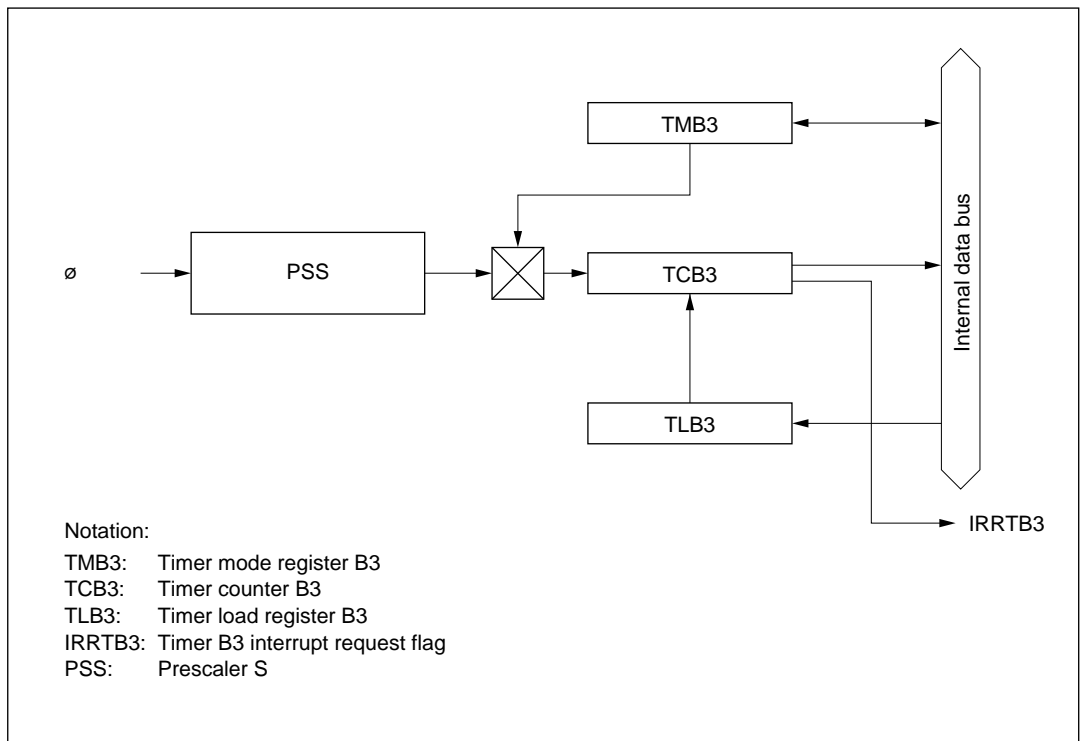 TMB3
ø
PSS
TCB3
TLB3
Internal data bus
IRRTB3
Notation:
TMB3: Timer mode register B3
TCB3: Timer counter B3
TLB3: Timer load register B3
IRRTB3: Timer B3 interrupt request flag
PSS: Prescaler S